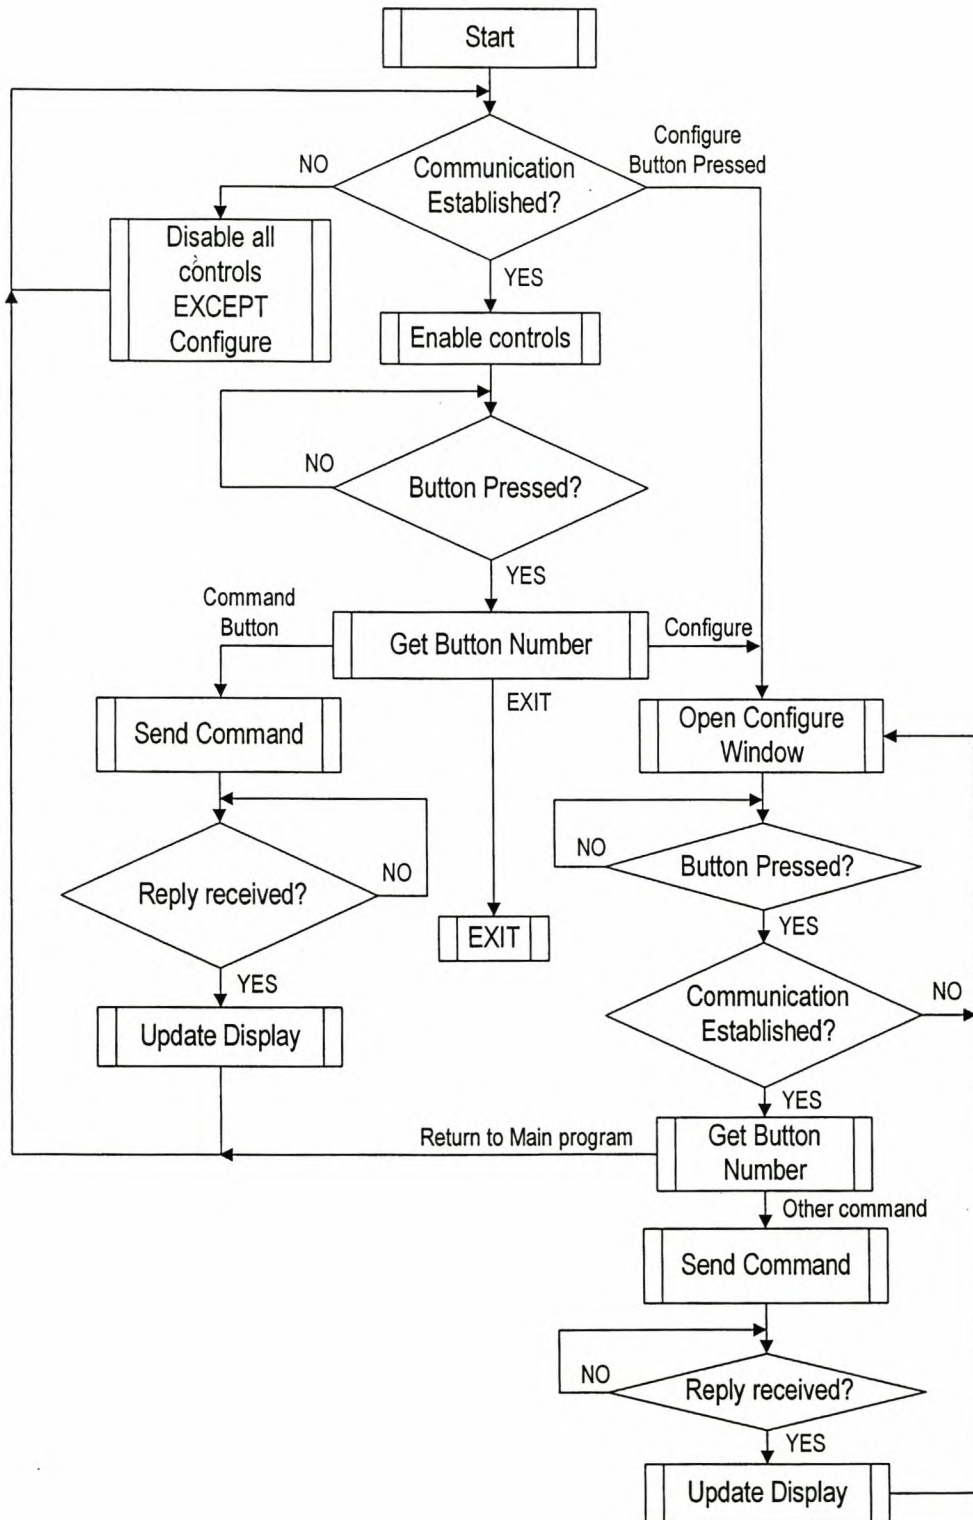 Start
Configure
Button Pressed
NO
Communication
Established?
Disable all
controls
EXCEPT
Configure
YES
Enable controls
NO
Button Pressed?
YES
Command
Button
Get Button Number
Configure
EXIT
Send Command
Open Configure
Window
NO
Button Pressed?
Reply received?
NO
YES
EXIT
YES
Communication
Established?
NO
Update Display
YES
Return to Main program
Get Button
Number
Other command
Send Command
NO
Reply received?
YES
Update Display